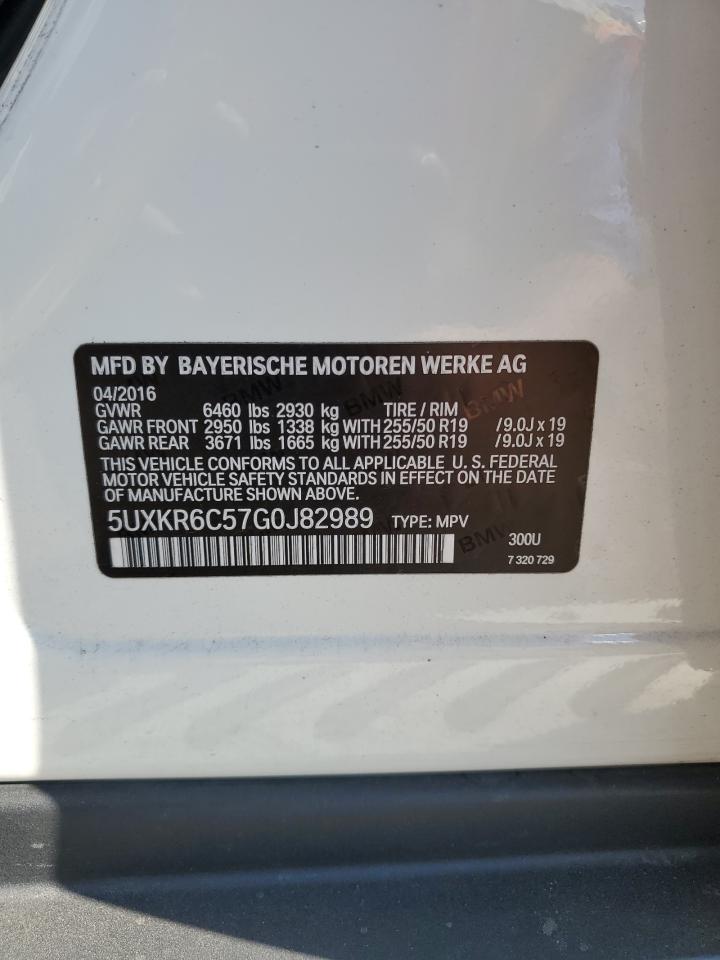 MFD BY BAYERISCHE MOTOREN WERKE AG
04/2016
GVWR 6460 lbs 2930 kg TIRE / RIM
GAWR FRONT 2950 lbs 1338 kg WITH 255/50 R19 / 9.0J x 19
GAWR REAR 3671 lbs 1665 kg WITH 255/50 R19 / 9.0J x 19
THIS VEHICLE CONFORMS TO ALL APPLICABLE U. S. FEDERAL
MOTOR VEHICLE SAFETY STANDARDS IN EFFECT ON THE DATE
OF MANUFACTURE SHOWN ABOVE.
5UXKR6C57G0J82989 TYPE: MPV
300U
7 320 729
BMW
BMW
BMW